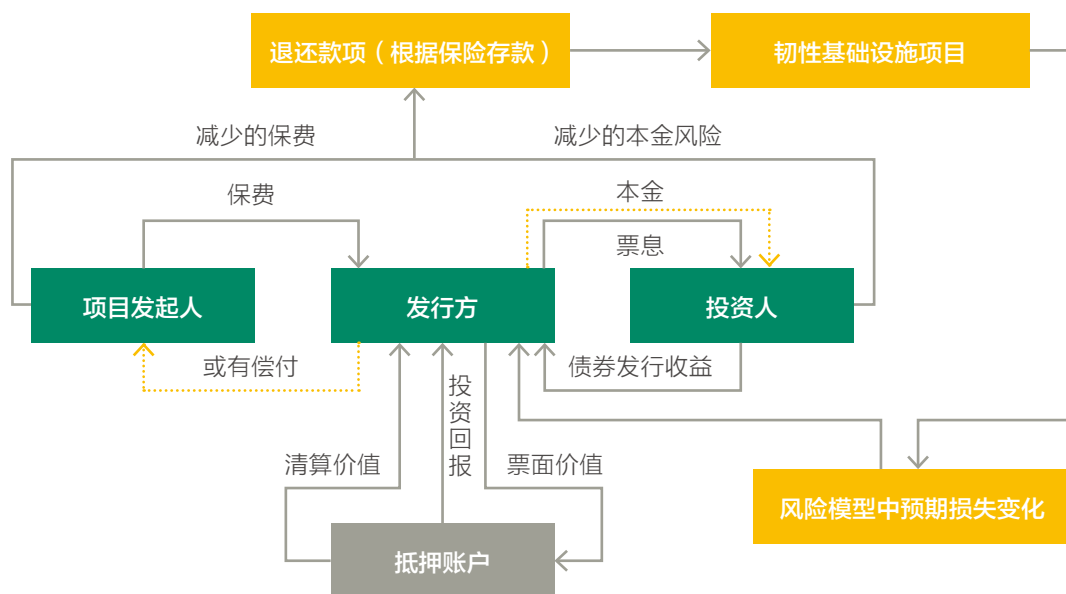 退还款项（根据保险存款）
韧性基础设施项目
减少的保费
减少的本金风险
保费
本金
票息
项目发起人
发行方
投资人
或有偿付
债券发行收益
投资回报
清算价值
票面价值
风险模型中预期损失变化
抵押账户